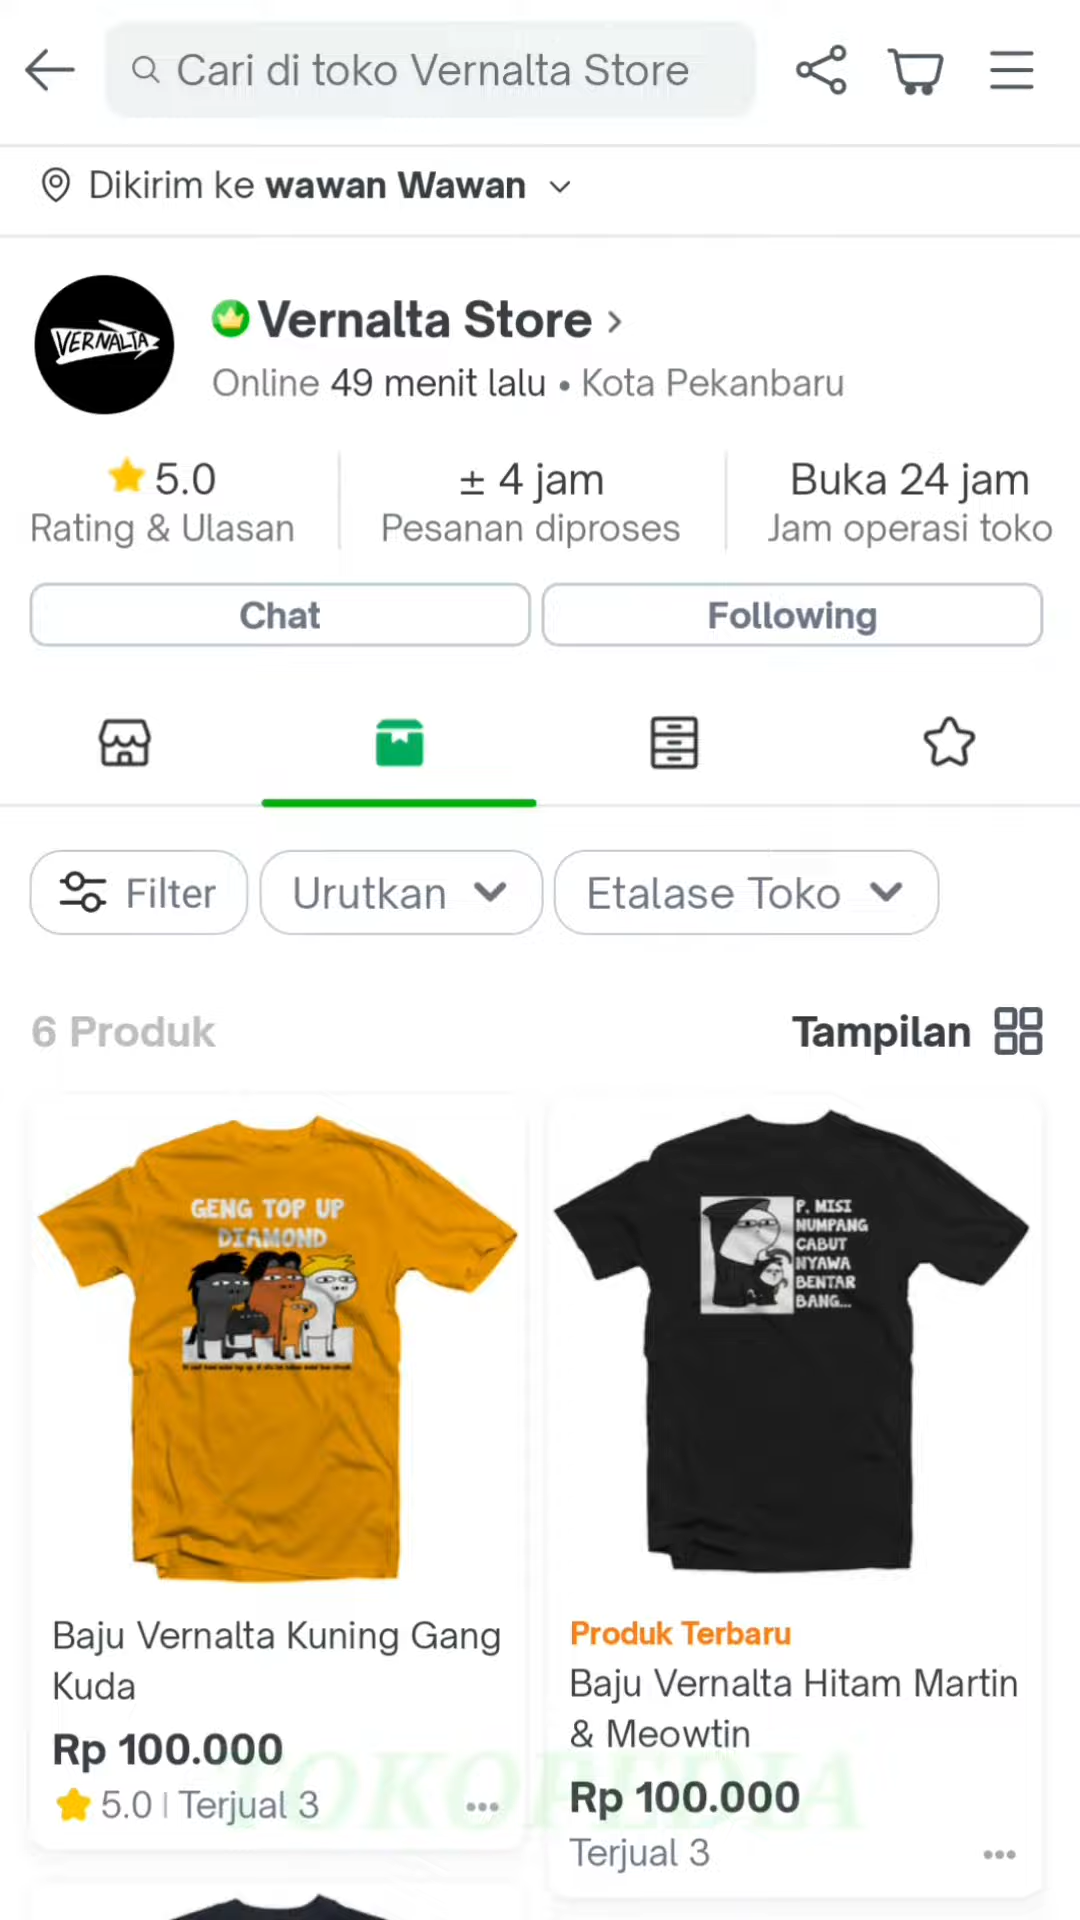 Cari di toko Vernalta Store
Dikirim ke wawan Wawan
VERNALTA
Vernalta Store
Online 49 menit lalu • Kota Pekanbaru
5.0
Rating & Ulasan
± 4 jam
Pesanan diproses
Buka 24 jam
Jam operasi toko
Chat
Following
Filter
Urutkan
Etalase Toko
6 Produk
Tampilan
GENG TOP UP
DIAMOND
P, MISI
NUMPANG
CABUT
NYAWA
BENTAR
BANG...
Baju Vernalta Kuning Gang
Kuda
Rp 100.000
5.0 | Terjual 3
Produk Terbaru
Baju Vernalta Hitam Martin
& Meowtin
Rp 100.000
Terjual 3
TOKOPEDIA